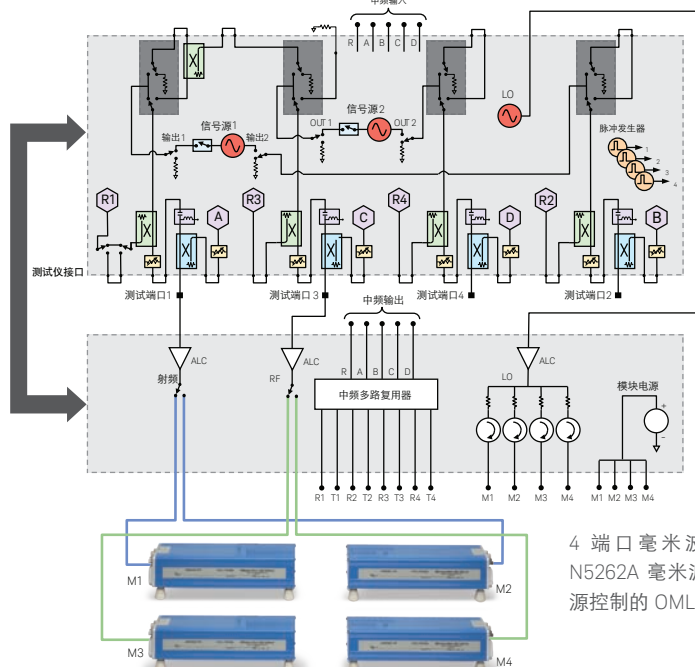 中频输入
R A B C D
LO
信号源1
输出1
输出2
信号源2
OUT 1
OUT 2
脉冲发生器
1
2
3
4
R1
A
R3
C
R4
D
R2
B
测试仪接口
测试端口1
测试端口3
测试端口4
测试端口2
中频输出
R A B C D
ALC
射频
ALC
RF
ALC
LO
中频多路复用器
模块电源
+
-
R1 T1 R2 T2 R3 T3 R4 T4
M1 M2 M3 M4
M1 M2 M3 M4
M1
M2
M3
M4
4 端口毫米波
N5262A 毫米波
源控制的 OML